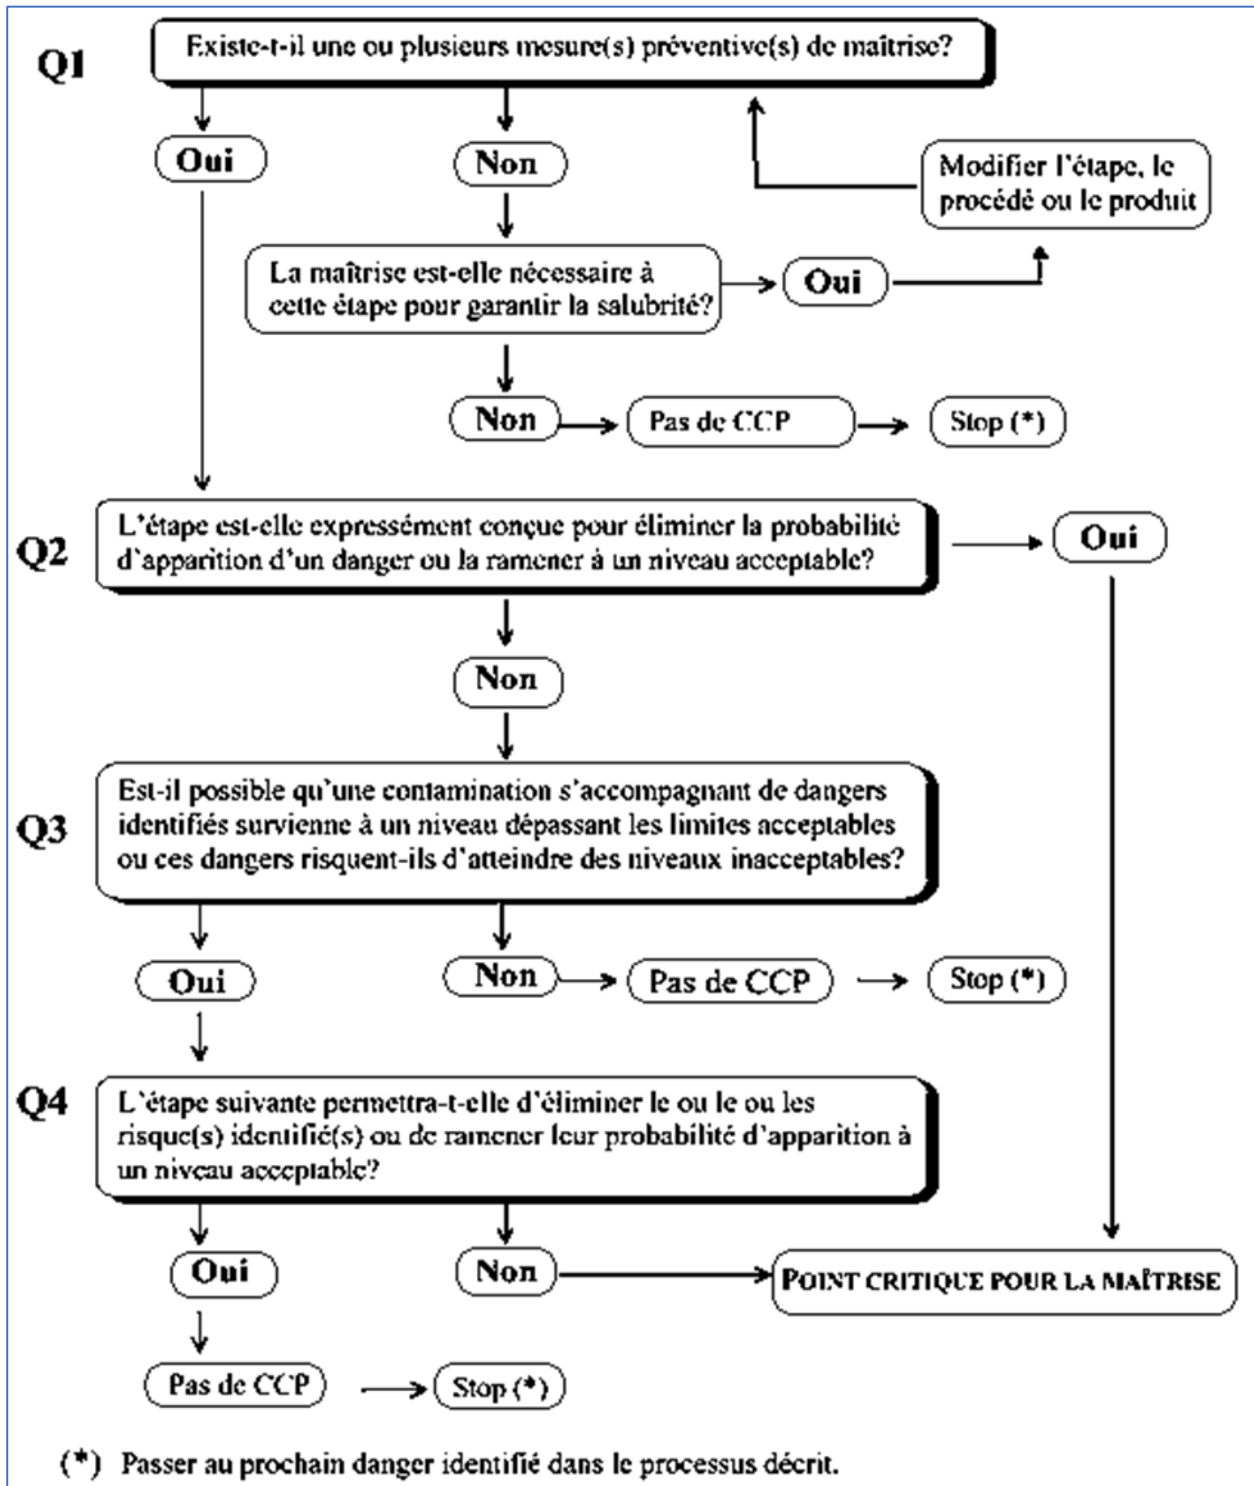 Q1
Existe-t-il une ou plusieurs mesure(s) préventive(s) de maîtrise?
Oui
Non
Modifier l'étape, le
procédé ou le produit
La maîtrise est-elle nécessaire à
cette étape pour garantir la salubrité?
Oui
Non
Pas de CCP
Stop (*)
Q2
L'étape est-elle expressément conçue pour éliminer la probabilité
d'apparition d'un danger ou la ramener à un niveau acceptable?
Oui
Non
Q3
Est-il possible qu'une contamination s'accompagnant de dangers
identifiés survienne à un niveau dépassant les limites acceptables
ou ces dangers risquent-ils d'atteindre des niveaux inacceptables?
Oui
Non
Pas de CCP
Stop (*)
Q4
L'étape suivante permettra-t-elle d'éliminer le ou le ou les
risque(s) identifié(s) ou de ramener leur probabilité d'apparition à
un niveau acceptable?
Oui
Non
POINT CRITIQUE POUR LA MAÎTRISE
Pas de CCP
Stop (*)
(*) Passer au prochain danger identifié dans le processus décrit.